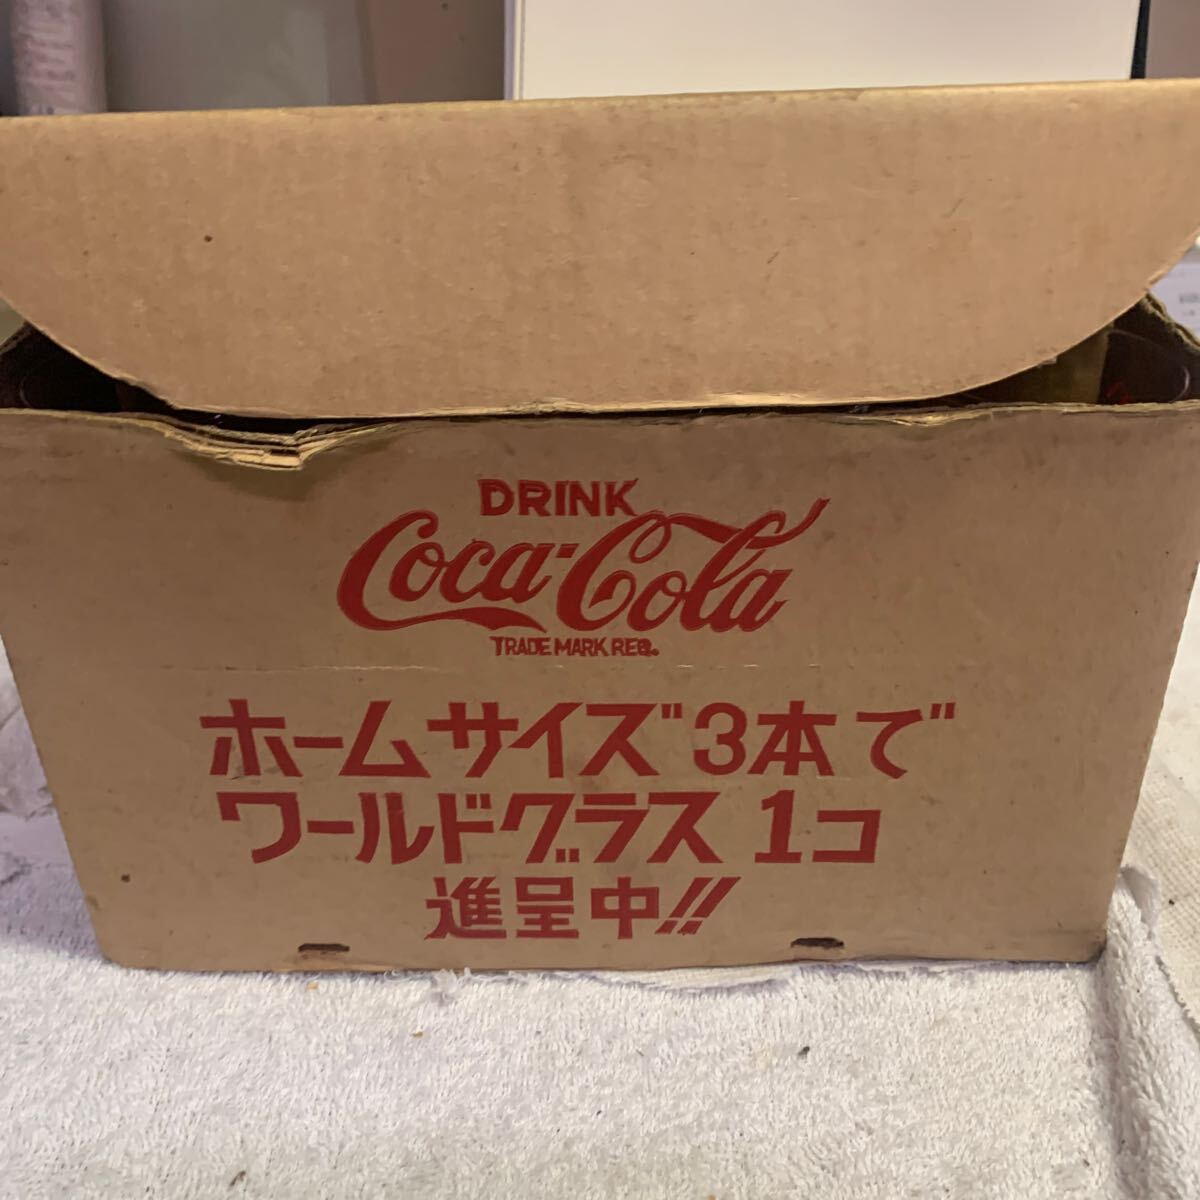 DRINK
Coca-Cola
TRADE MARK REG.
ホームサイズ"3本で"
ワールドグラス1コ
進呈中!!